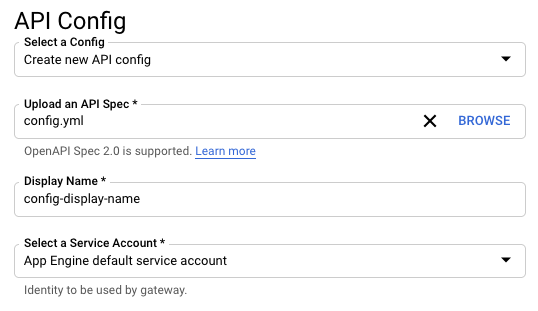 API Config
Select a Config
Create new API config
Upload an API Spec *
config.yml
BROWSE
OpenAPI Spec 2.0 is supported. Learn more
Display Name *
config-display-name
Select a Service Account *
App Engine default service account
Identity to be used by gateway.